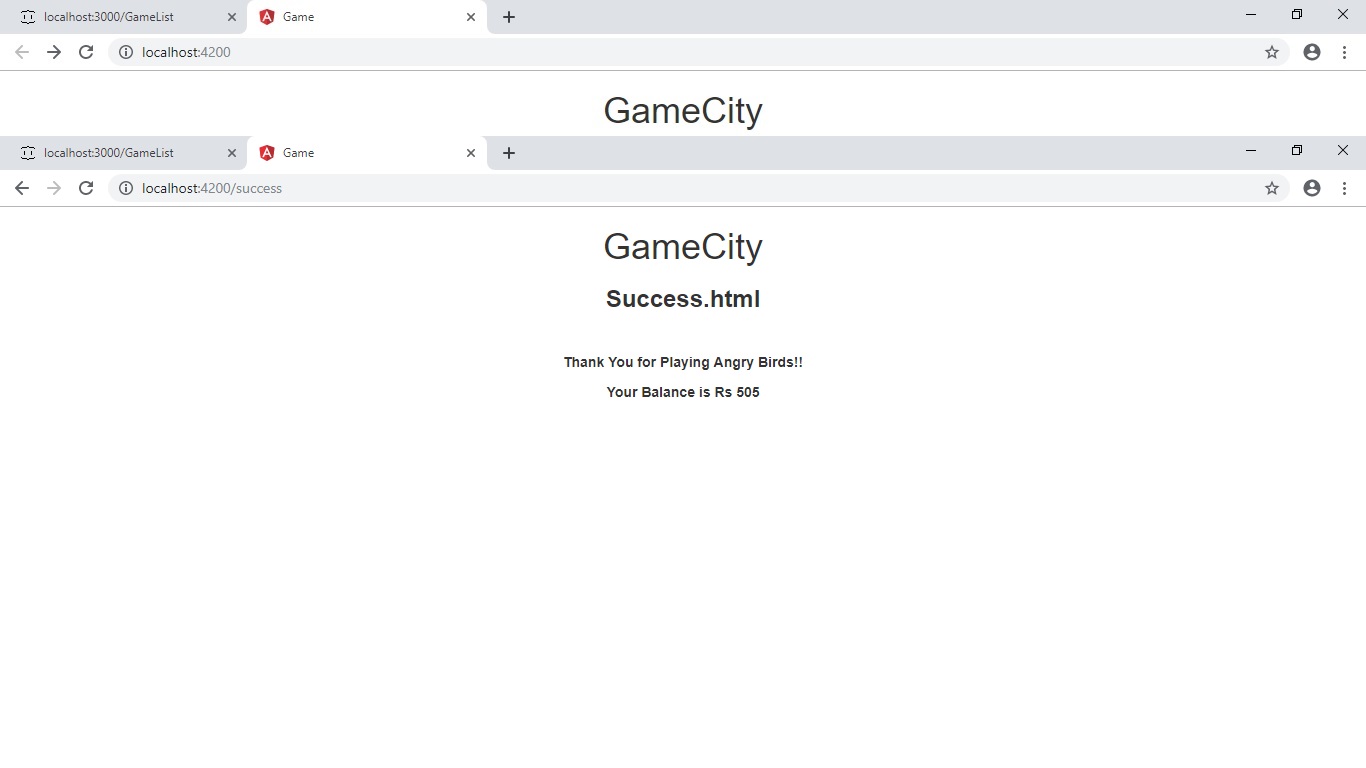 localhost:3000/GameList
Game
localhost:4200
GameCity
localhost:3000/GameList
Game
localhost:4200/success
GameCity
Success.html
Thank You for Playing Angry Birds!!
Your Balance is Rs 505